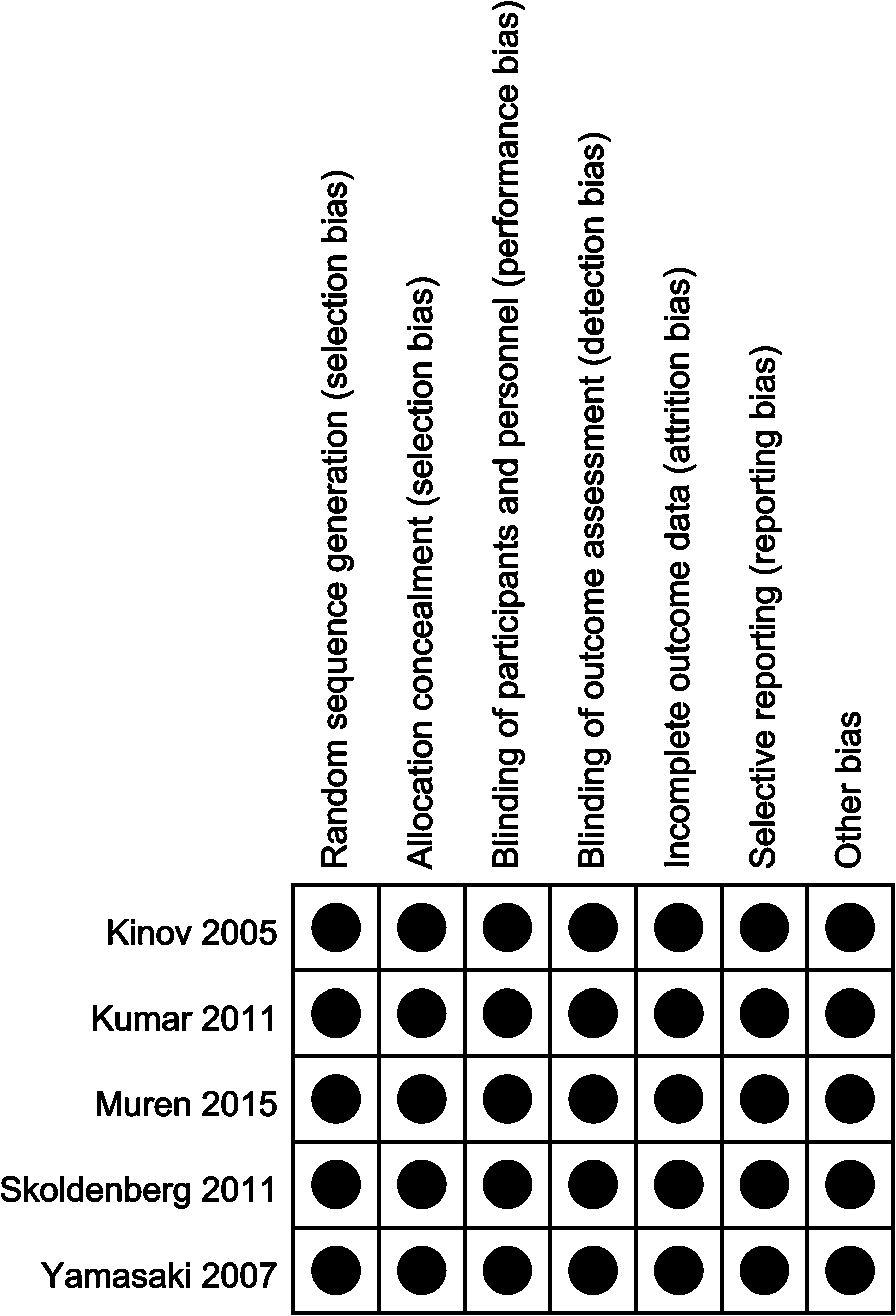 Random sequence generation (selection bias)
Allocation concealment (selection bias)
Blinding of participants and personnel (performance bias)
Blinding of outcome assessment (detection bias)
Incomplete outcome data (attrition bias)
Selective reporting (reporting bias)
Other bias
Kinov 2005
Kumar 2011
Muren 2015
Skoldenberg 2011
Yamasaki 2007